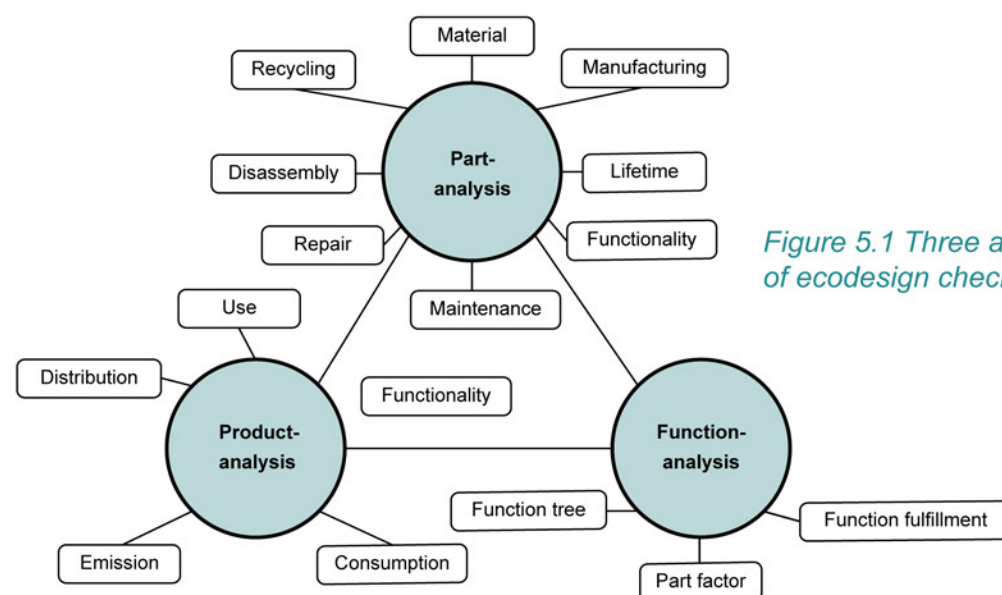 Material
Recycling
Manufacturing
Part-
analysis
Disassembly
Lifetime
Repair
Functionality
Figure 5.1 Three a
of ecodesign chec
Maintenance
Use
Distribution
Functionality
Product-
analysis
Function-
analysis
Function tree
Function fulfillment
Emission
Consumption
Part factor